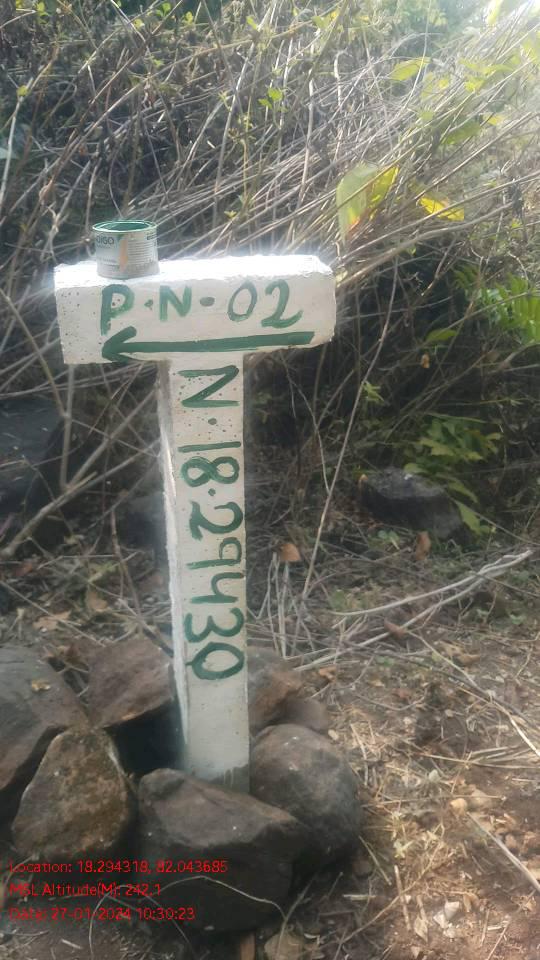 DIGO
P.N.02
N.18.29430
Location: 18.294318, 82.043685
MSL Altitude(M): 242.1
Date: 27-01-2024 10:30:23